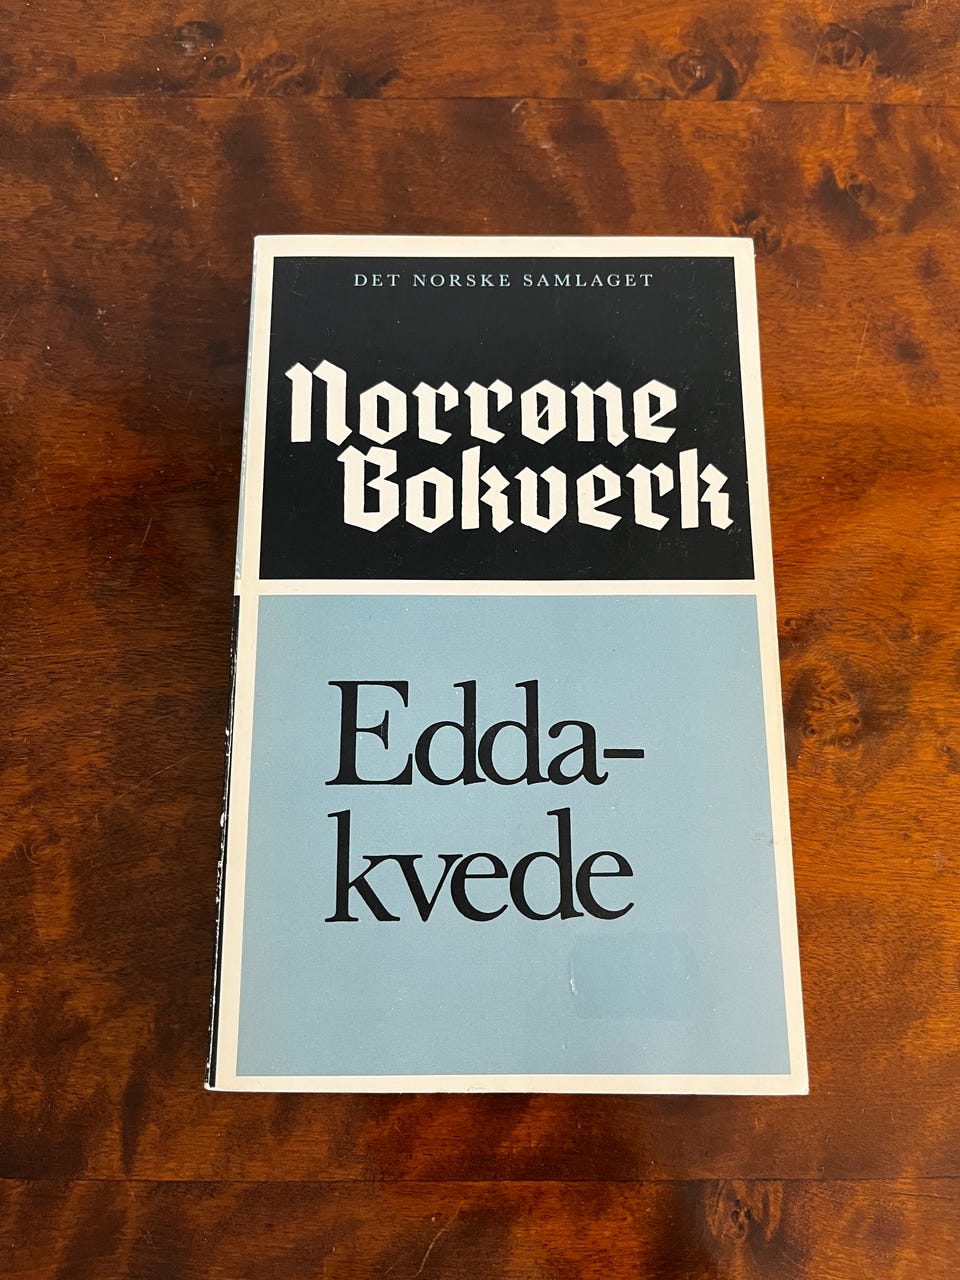 DET NORSKE SAMLAGET
Norrøne
Bokverk
Edda-
kvede